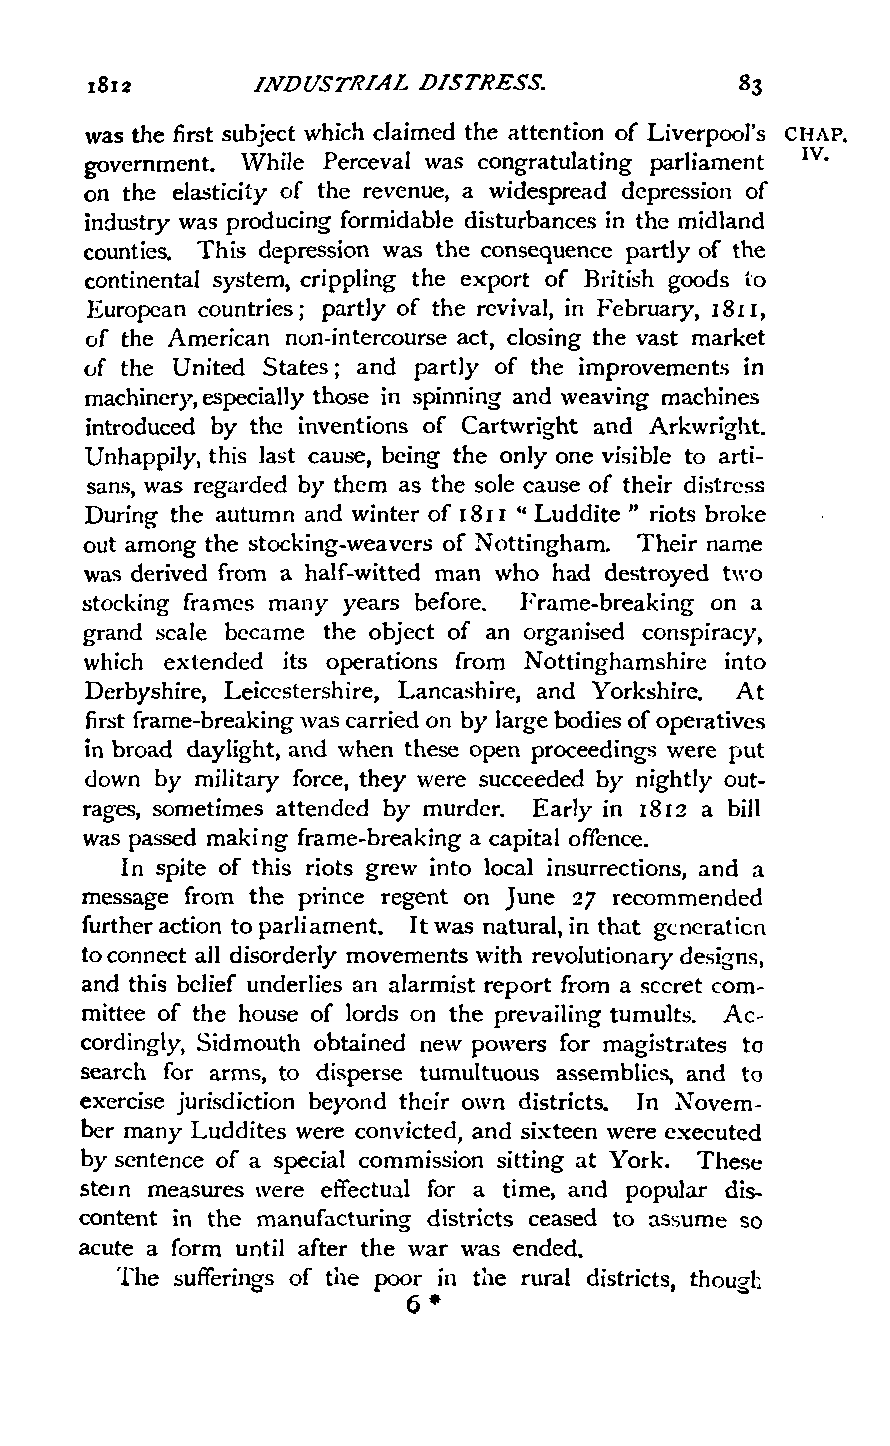 1812 INDUSTRIAL DISTRESS. 83
was the first subject which claimed the attention of Liverpool's CHAP.
government. While Perceval was congratulating parliament IV.
on the elasticity of the revenue, a widespread depression of
industry was producing formidable disturbances in the midland
counties. This depression was the consequence partly of the
continental system, crippling the export of British goods to
European countries; partly of the revival, in February, 1811,
of the American non-intercourse act, closing the vast market
of the United States; and partly of the improvements in
machinery, especially those in spinning and weaving machines
introduced by the inventions of Cartwright and Arkwright.
Unhappily, this last cause, being the only one visible to arti-
sans, was regarded by them as the sole cause of their distress
During the autumn and winter of 1811 “Luddite” riots broke
out among the stocking-weavers of Nottingham. Their name
was derived from a half-witted man who had destroyed two
stocking frames many years before. Frame-breaking on a
grand scale became the object of an organised conspiracy,
which extended its operations from Nottinghamshire into
Derbyshire, Leicestershire, Lancashire, and Yorkshire. At
first frame-breaking was carried on by large bodies of operatives
in broad daylight, and when these open proceedings were put
down by military force, they were succeeded by nightly out-
rages, sometimes attended by murder. Early in 1812 a bill
was passed making frame-breaking a capital offence.
In spite of this riots grew into local insurrections, and a
message from the prince regent on June 27 recommended
further action to parliament. It was natural, in that generation
to connect all disorderly movements with revolutionary designs,
and this belief underlies an alarmist report from a secret com-
mittee of the house of lords on the prevailing tumults. Ac-
cordingly, Sidmouth obtained new powers for magistrates to
search for arms, to disperse tumultuous assemblies, and to
exercise jurisdiction beyond their own districts. In Novem-
ber many Luddites were convicted, and sixteen were executed
by sentence of a special commission sitting at York. These
stern measures were effectual for a time, and popular dis-
content in the manufacturing districts ceased to assume so
acute a form until after the war was ended.
The sufferings of the poor in the rural districts, though
6 *